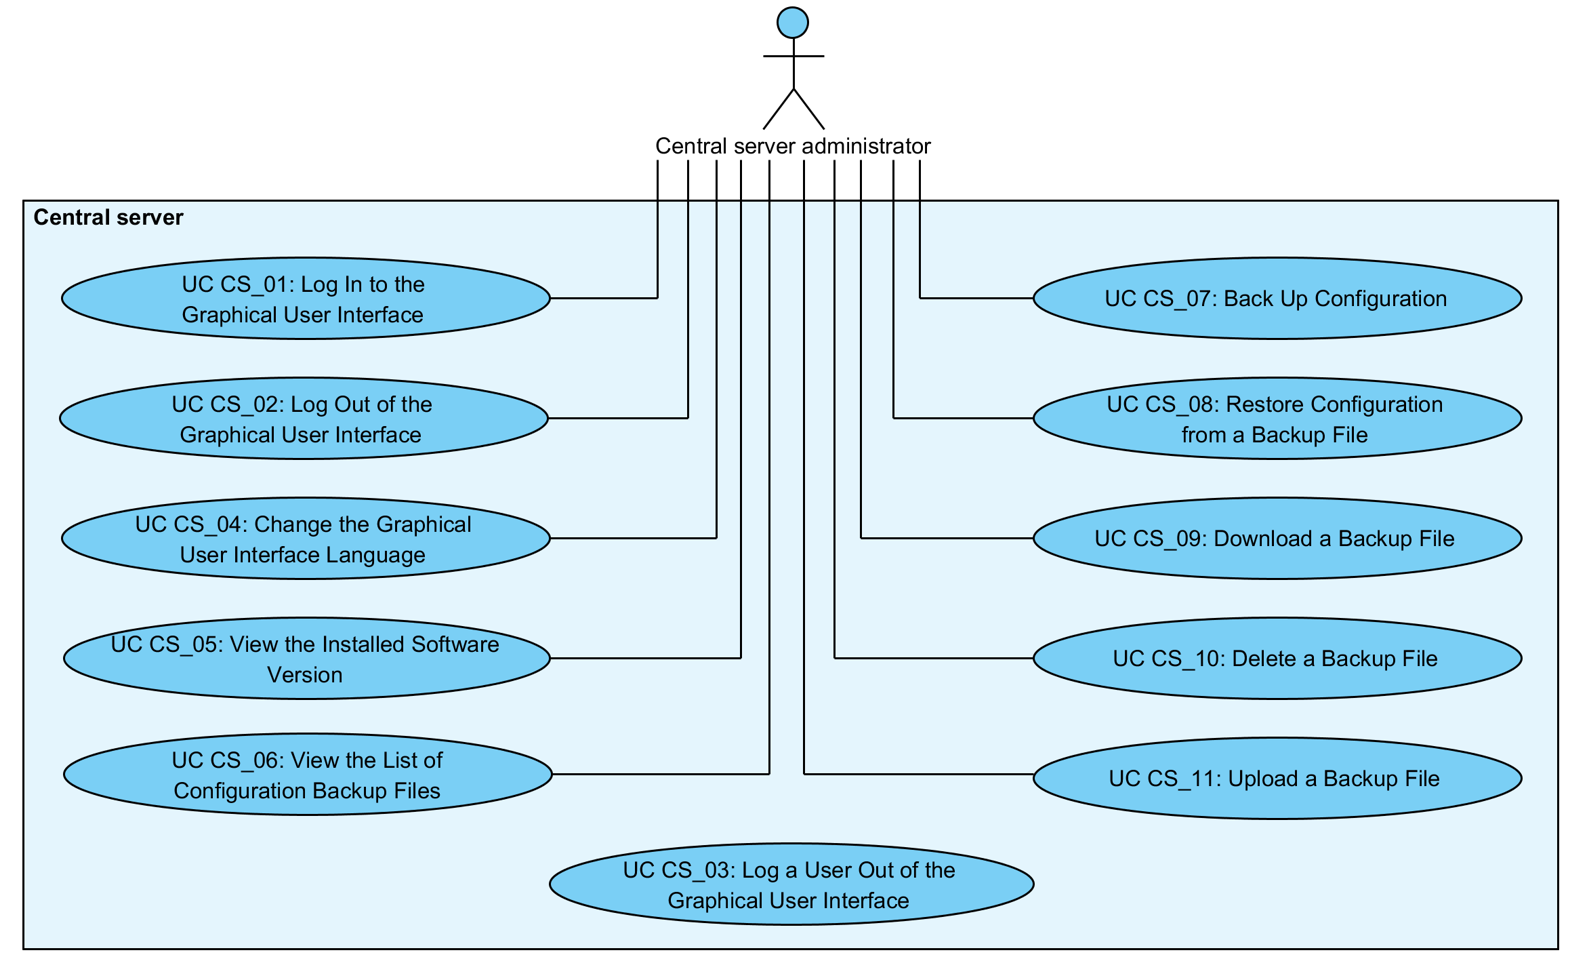 Central server administrator
Central server
UC CS_01: Log In to the
Graphical User Interface
UC CS_02: Log Out of the
Graphical User Interface
UC CS_04: Change the Graphical
User Interface Language
UC CS_05: View the Installed Software
Version
UC CS_06: View the List of
Configuration Backup Files
UC CS_07: Back Up Configuration
UC CS_08: Restore Configuration
from a Backup File
UC CS_09: Download a Backup File
UC CS_10: Delete a Backup File
UC CS_11: Upload a Backup File
UC CS_03: Log a User Out of the
Graphical User Interface